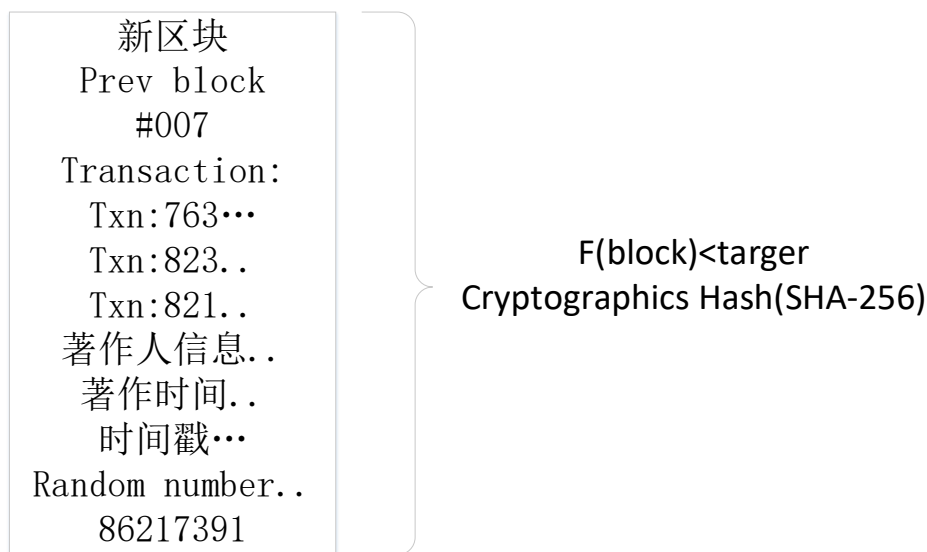 新区块
Prev block
#007
Transaction:
Txn:763…
Txn:823..
Txn:821..
著作人信息..
著作时间..
时间戳…
Random number..
86217391
F(block)<targer
Cryptographics Hash(SHA-256)